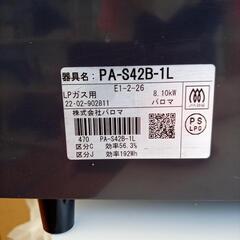 器具名: PA-S42B-1L
LPガス用 E1-2-26 8.10kW
22-02-902811 パロマ
株式会社パロマ
470 PA-S42B-1L
区分C 効率56.3%
区分J 効率192Wh
PS
LPG